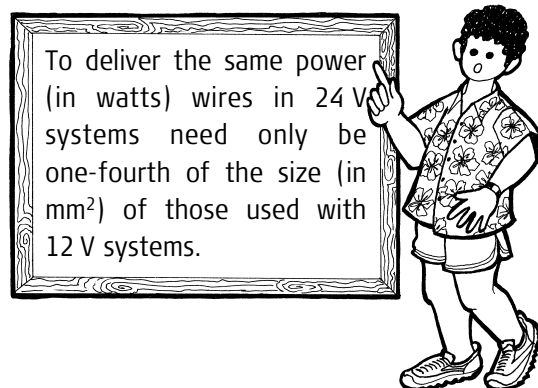 To deliver the same power
(in watts) wires in 24 V
systems need only be
one-fourth of the size (in
mm²) of those used with
12 V systems.